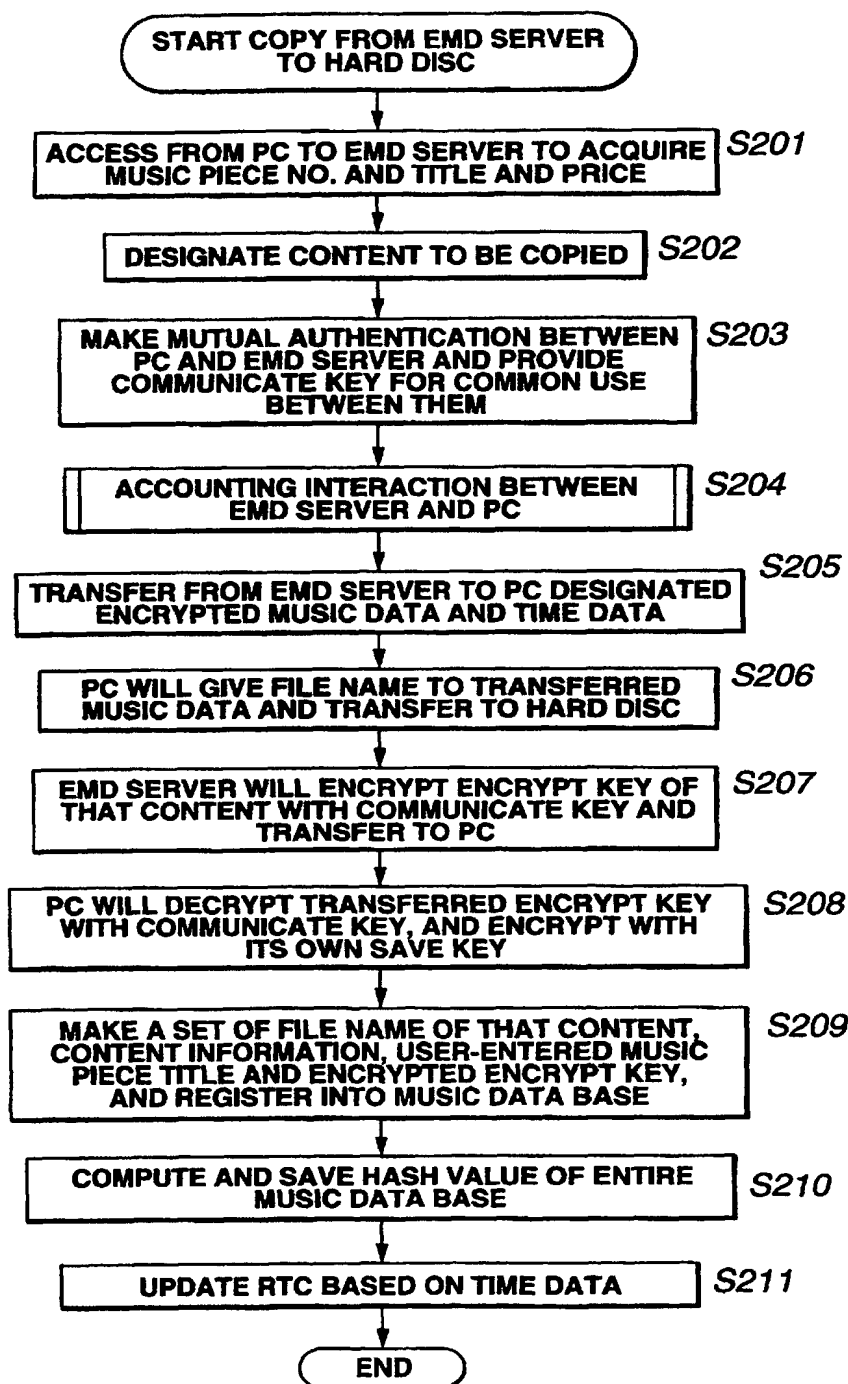 START COPY FROM EMD SERVER
TO HARD DISC
ACCESS FROM PC TO EMD SERVER TO ACQUIRE
MUSIC PIECE NO. AND TITLE AND PRICE
S201
DESIGNATE CONTENT TO BE COPIED
S202
MAKE MUTUAL AUTHENTICATION BETWEEN
PC AND EMD SERVER AND PROVIDE
COMMUNICATE KEY FOR COMMON USE
BETWEEN THEM
S203
ACCOUNTING INTERACTION BETWEEN
EMD SERVER AND PC
S204
TRANSFER FROM EMD SERVER TO PC DESIGNATED
ENCRYPTED MUSIC DATA AND TIME DATA
S205
PC WILL GIVE FILE NAME TO TRANSFERRED
MUSIC DATA AND TRANSFER TO HARD DISC
S206
EMD SERVER WILL ENCRYPT ENCRYPT KEY OF
THAT CONTENT WITH COMMUNICATE KEY AND
TRANSFER TO PC
S207
PC WILL DECRYPT TRANSFERRED ENCRYPT KEY
WITH COMMUNICATE KEY, AND ENCRYPT WITH
ITS OWN SAVE KEY
S208
MAKE A SET OF FILE NAME OF THAT CONTENT,
CONTENT INFORMATION, USER-ENTERED MUSIC
PIECE TITLE AND ENCRYPTED ENCRYPT KEY,
AND REGISTER INTO MUSIC DATA BASE
S209
COMPUTE AND SAVE HASH VALUE OF ENTIRE
MUSIC DATA BASE
S210
UPDATE RTC BASED ON TIME DATA
S211
END